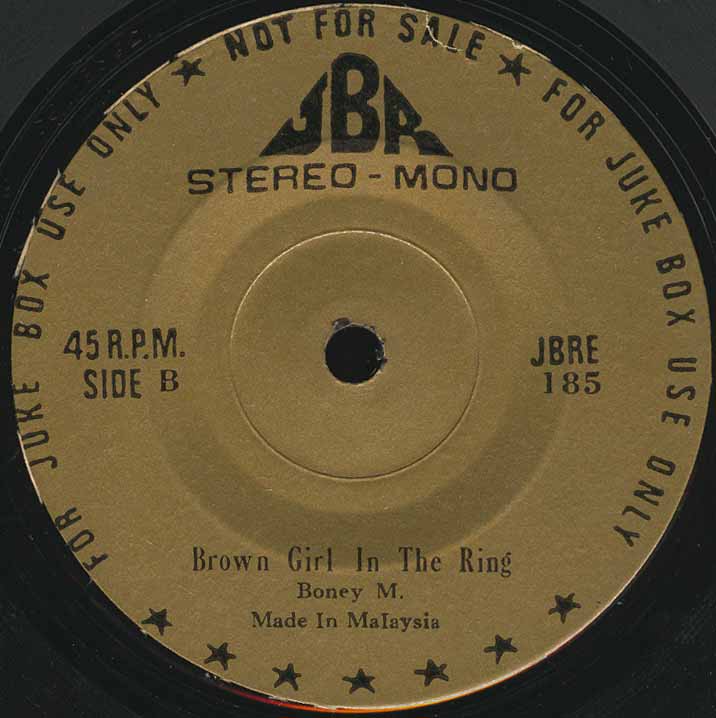 FOR JUKE BOX USE ONLY ★ NOT FOR SALE ★ FOR JUKE BOX USE ONLY
JBR
STEREO - MONO
45 R.P.M.
SIDE B
JBRE
185
Brown Girl In The Ring
Boney M.
Made In Malaysia